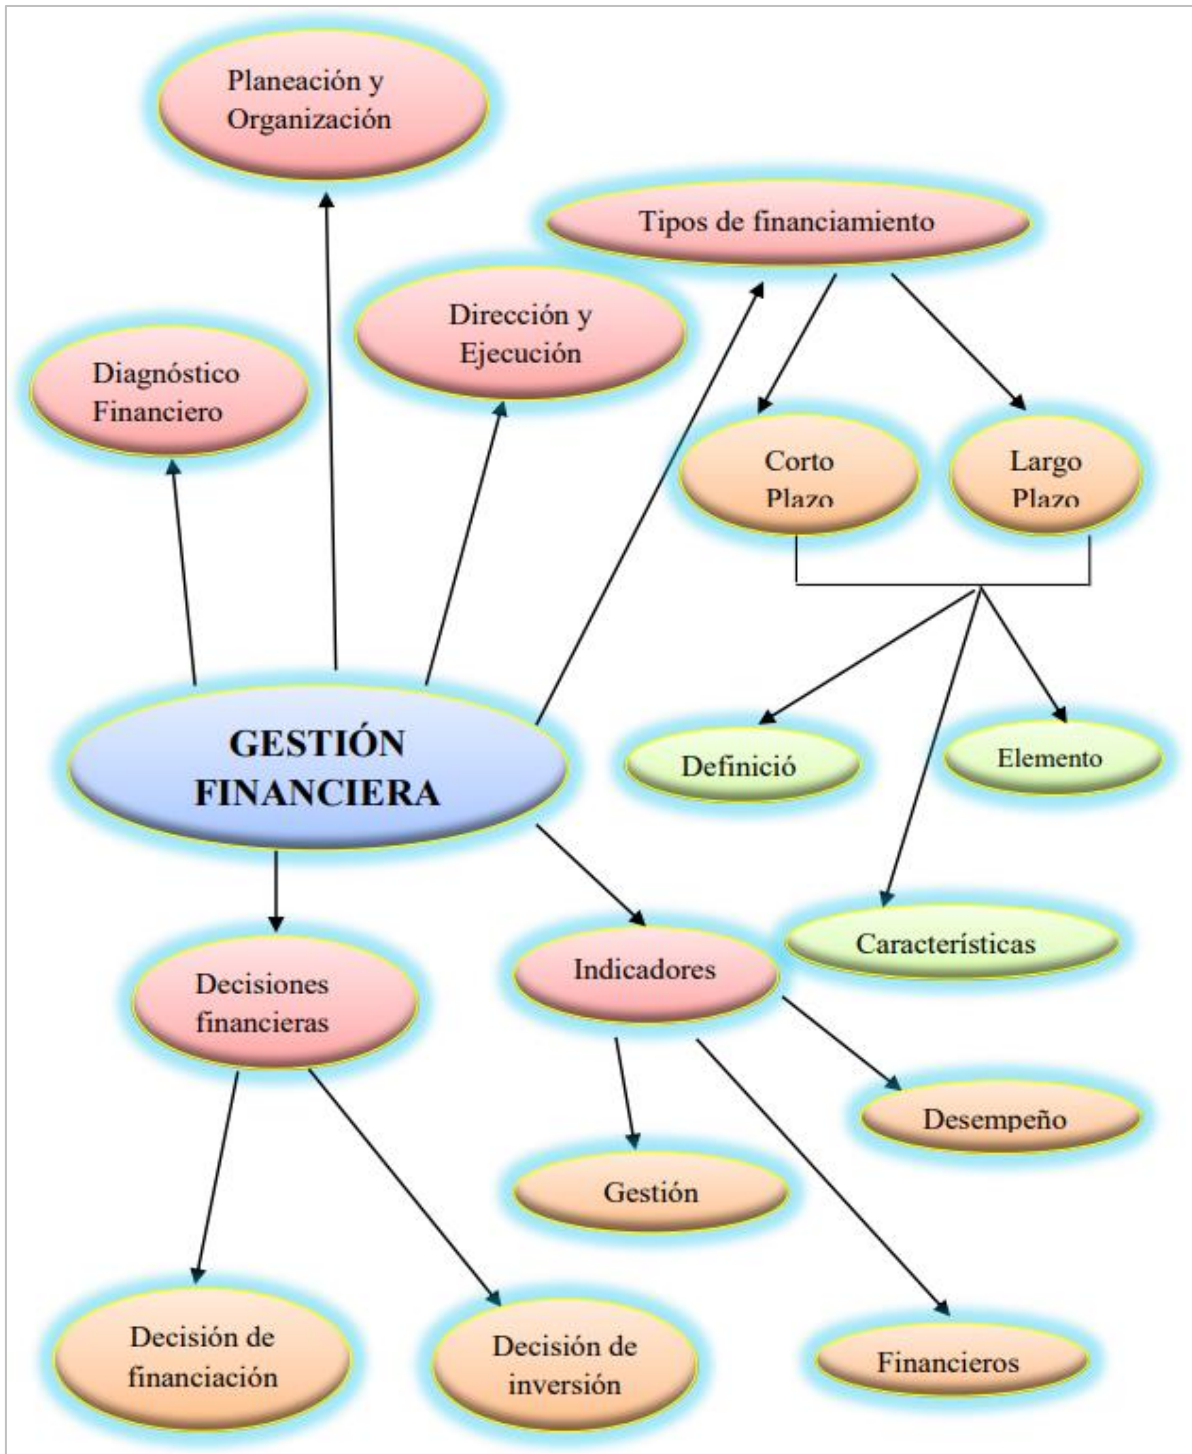 Planeación y
Organización
Tipos de financiamiento
Dirección y
Ejecución
Diagnóstico
Financiero
Corto
Plazo
Largo
Plazo
GESTIÓN
FINANCIERA
Definició
Elemento
Características
Decisiones
financieras
Indicadores
Desempeño
Gestión
Decisión de
financiación
Decisión de
inversión
Financieros